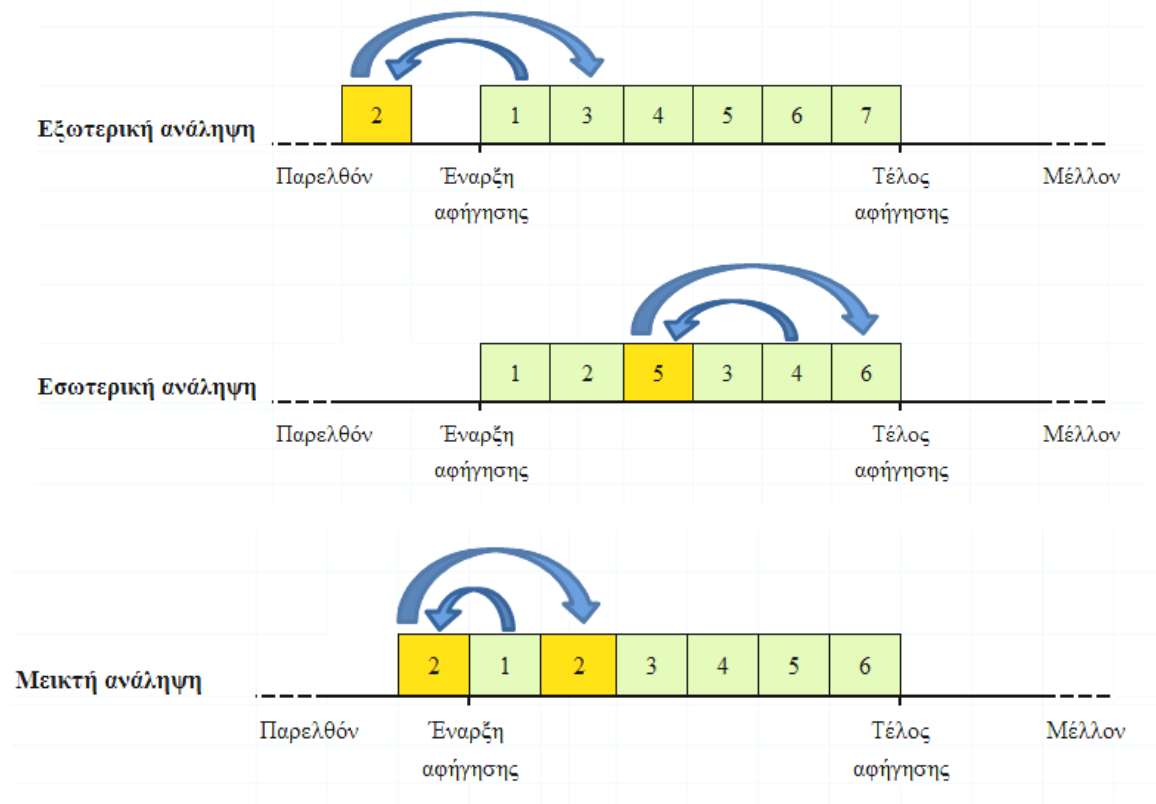 2 1 3 4 5 6 7
Εξωτερική ανάληψη
Παρελθόν Έναρξη Τέλος Μέλλον
αφήγησης αφήγησης
1 2 5 3 4 6
Εσωτερική ανάληψη
Παρελθόν Έναρξη Τέλος Μέλλον
αφήγησης αφήγησης
2 1 2 3 4 5 6
Μεικτή ανάληψη
Παρελθόν Έναρξη Τέλος Μέλλον
αφήγησης αφήγησης